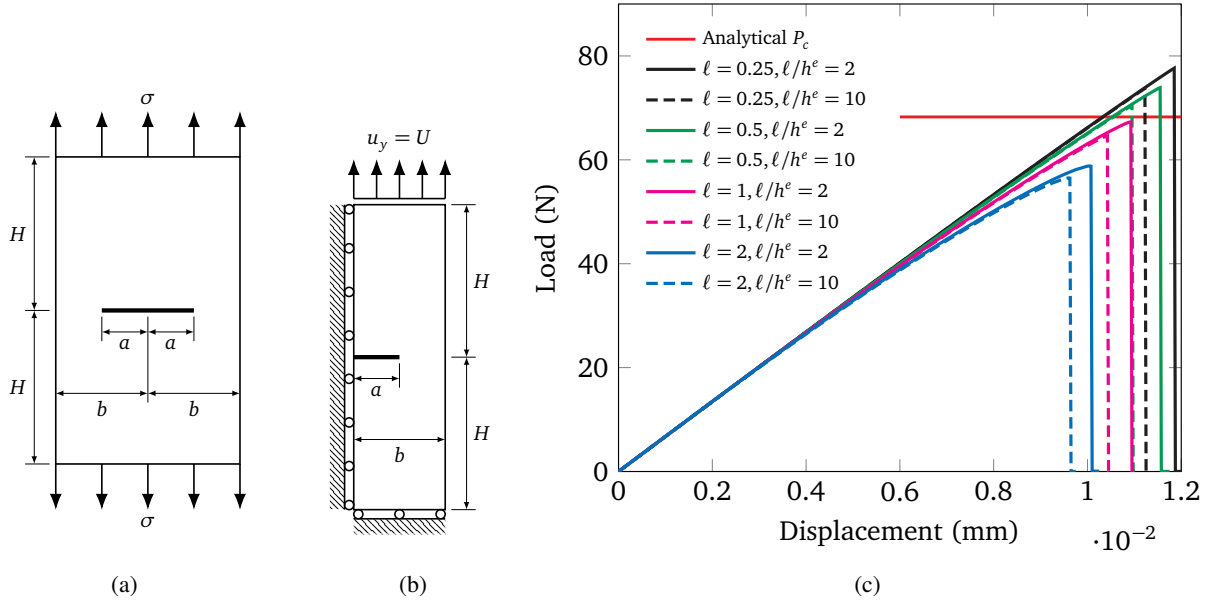 σ
H
a a
H
b b
σ
(a)
u_y = U
H
a
H
b
(b)
Load (N)
80
60
40
20
0
Analytical P_c
ℓ = 0.25, ℓ/h^e = 2
ℓ = 0.25, ℓ/h^e = 10
ℓ = 0.5, ℓ/h^e = 2
ℓ = 0.5, ℓ/h^e = 10
ℓ = 1, ℓ/h^e = 2
ℓ = 1, ℓ/h^e = 10
ℓ = 2, ℓ/h^e = 2
ℓ = 2, ℓ/h^e = 10
0 0.2 0.4 0.6 0.8 1 1.2
Displacement (mm)
·10^−2
(c)